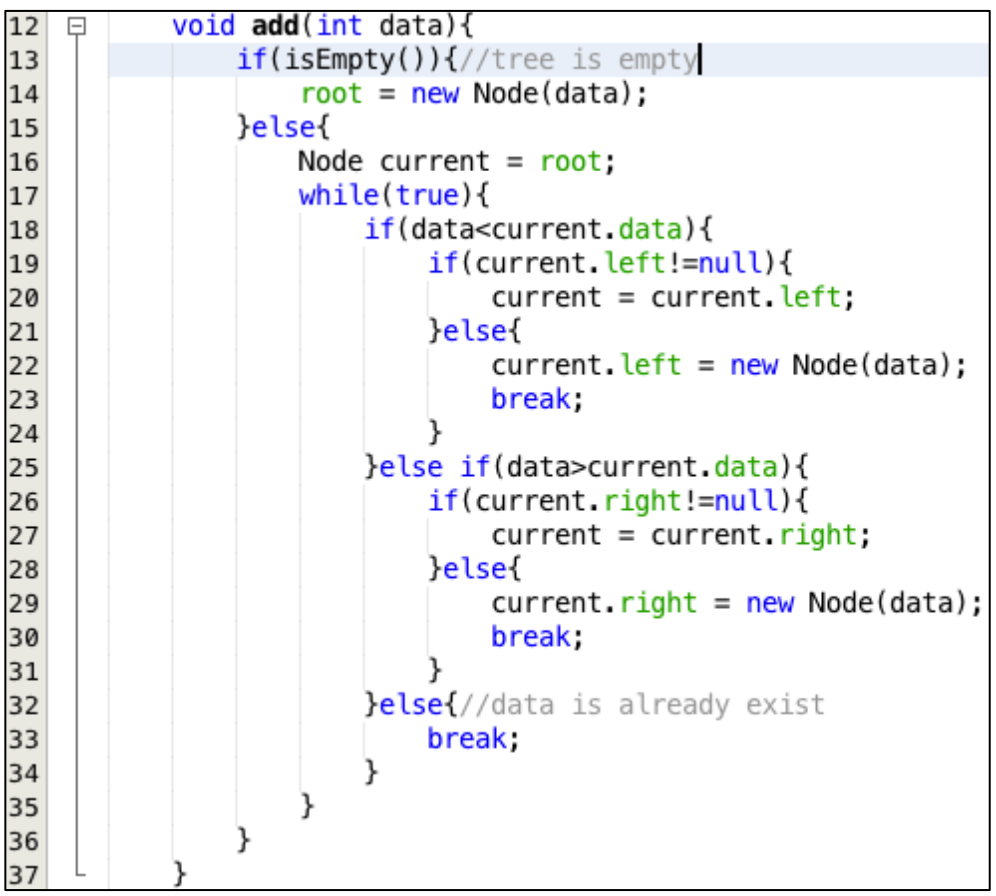 12 void add(int data){
13 if(isEmpty()){//tree is empty
14 root = new Node(data);
15 }else{
16 Node current = root;
17 while(true){
18 if(data<current.data){
19 if(current.left!=null){
20 current = current.left;
21 }else{
22 current.left = new Node(data);
23 break;
24 }
25 }else if(data>current.data){
26 if(current.right!=null){
27 current = current.right;
28 }else{
29 current.right = new Node(data);
30 break;
31 }
32 }else{//data is already exist
33 break;
34 }
35 }
36 }
37 }